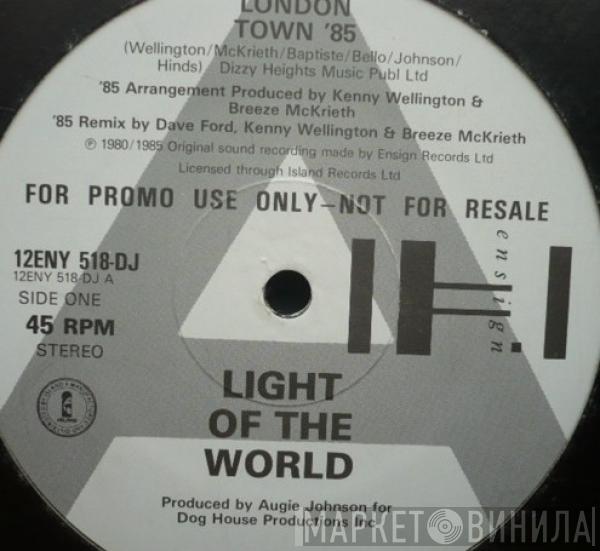 LONDON
TOWN '85
(Wellington/McKrieth/Baptiste/Bello/Johnson/
Hinds) Dizzy Heights Music Publ Ltd
'85 Arrangement Produced by Kenny Wellington &
Breeze McKrieth
'85 Remix by Dave Ford, Kenny Wellington & Breeze McKrieth
℗ 1980/1985 Original sound recording made by Ensign Records Ltd
Licensed through Island Records Ltd
FOR PROMO USE ONLY–NOT FOR RESALE
12ENY 518-DJ
12ENY 518-DJ A
SIDE ONE
45 RPM
STEREO
ensign
LIGHT
OF THE
WORLD
Produced by Augie Johnson for
Dog House Productions Inc
МАРКЕТ ВИНИЛА